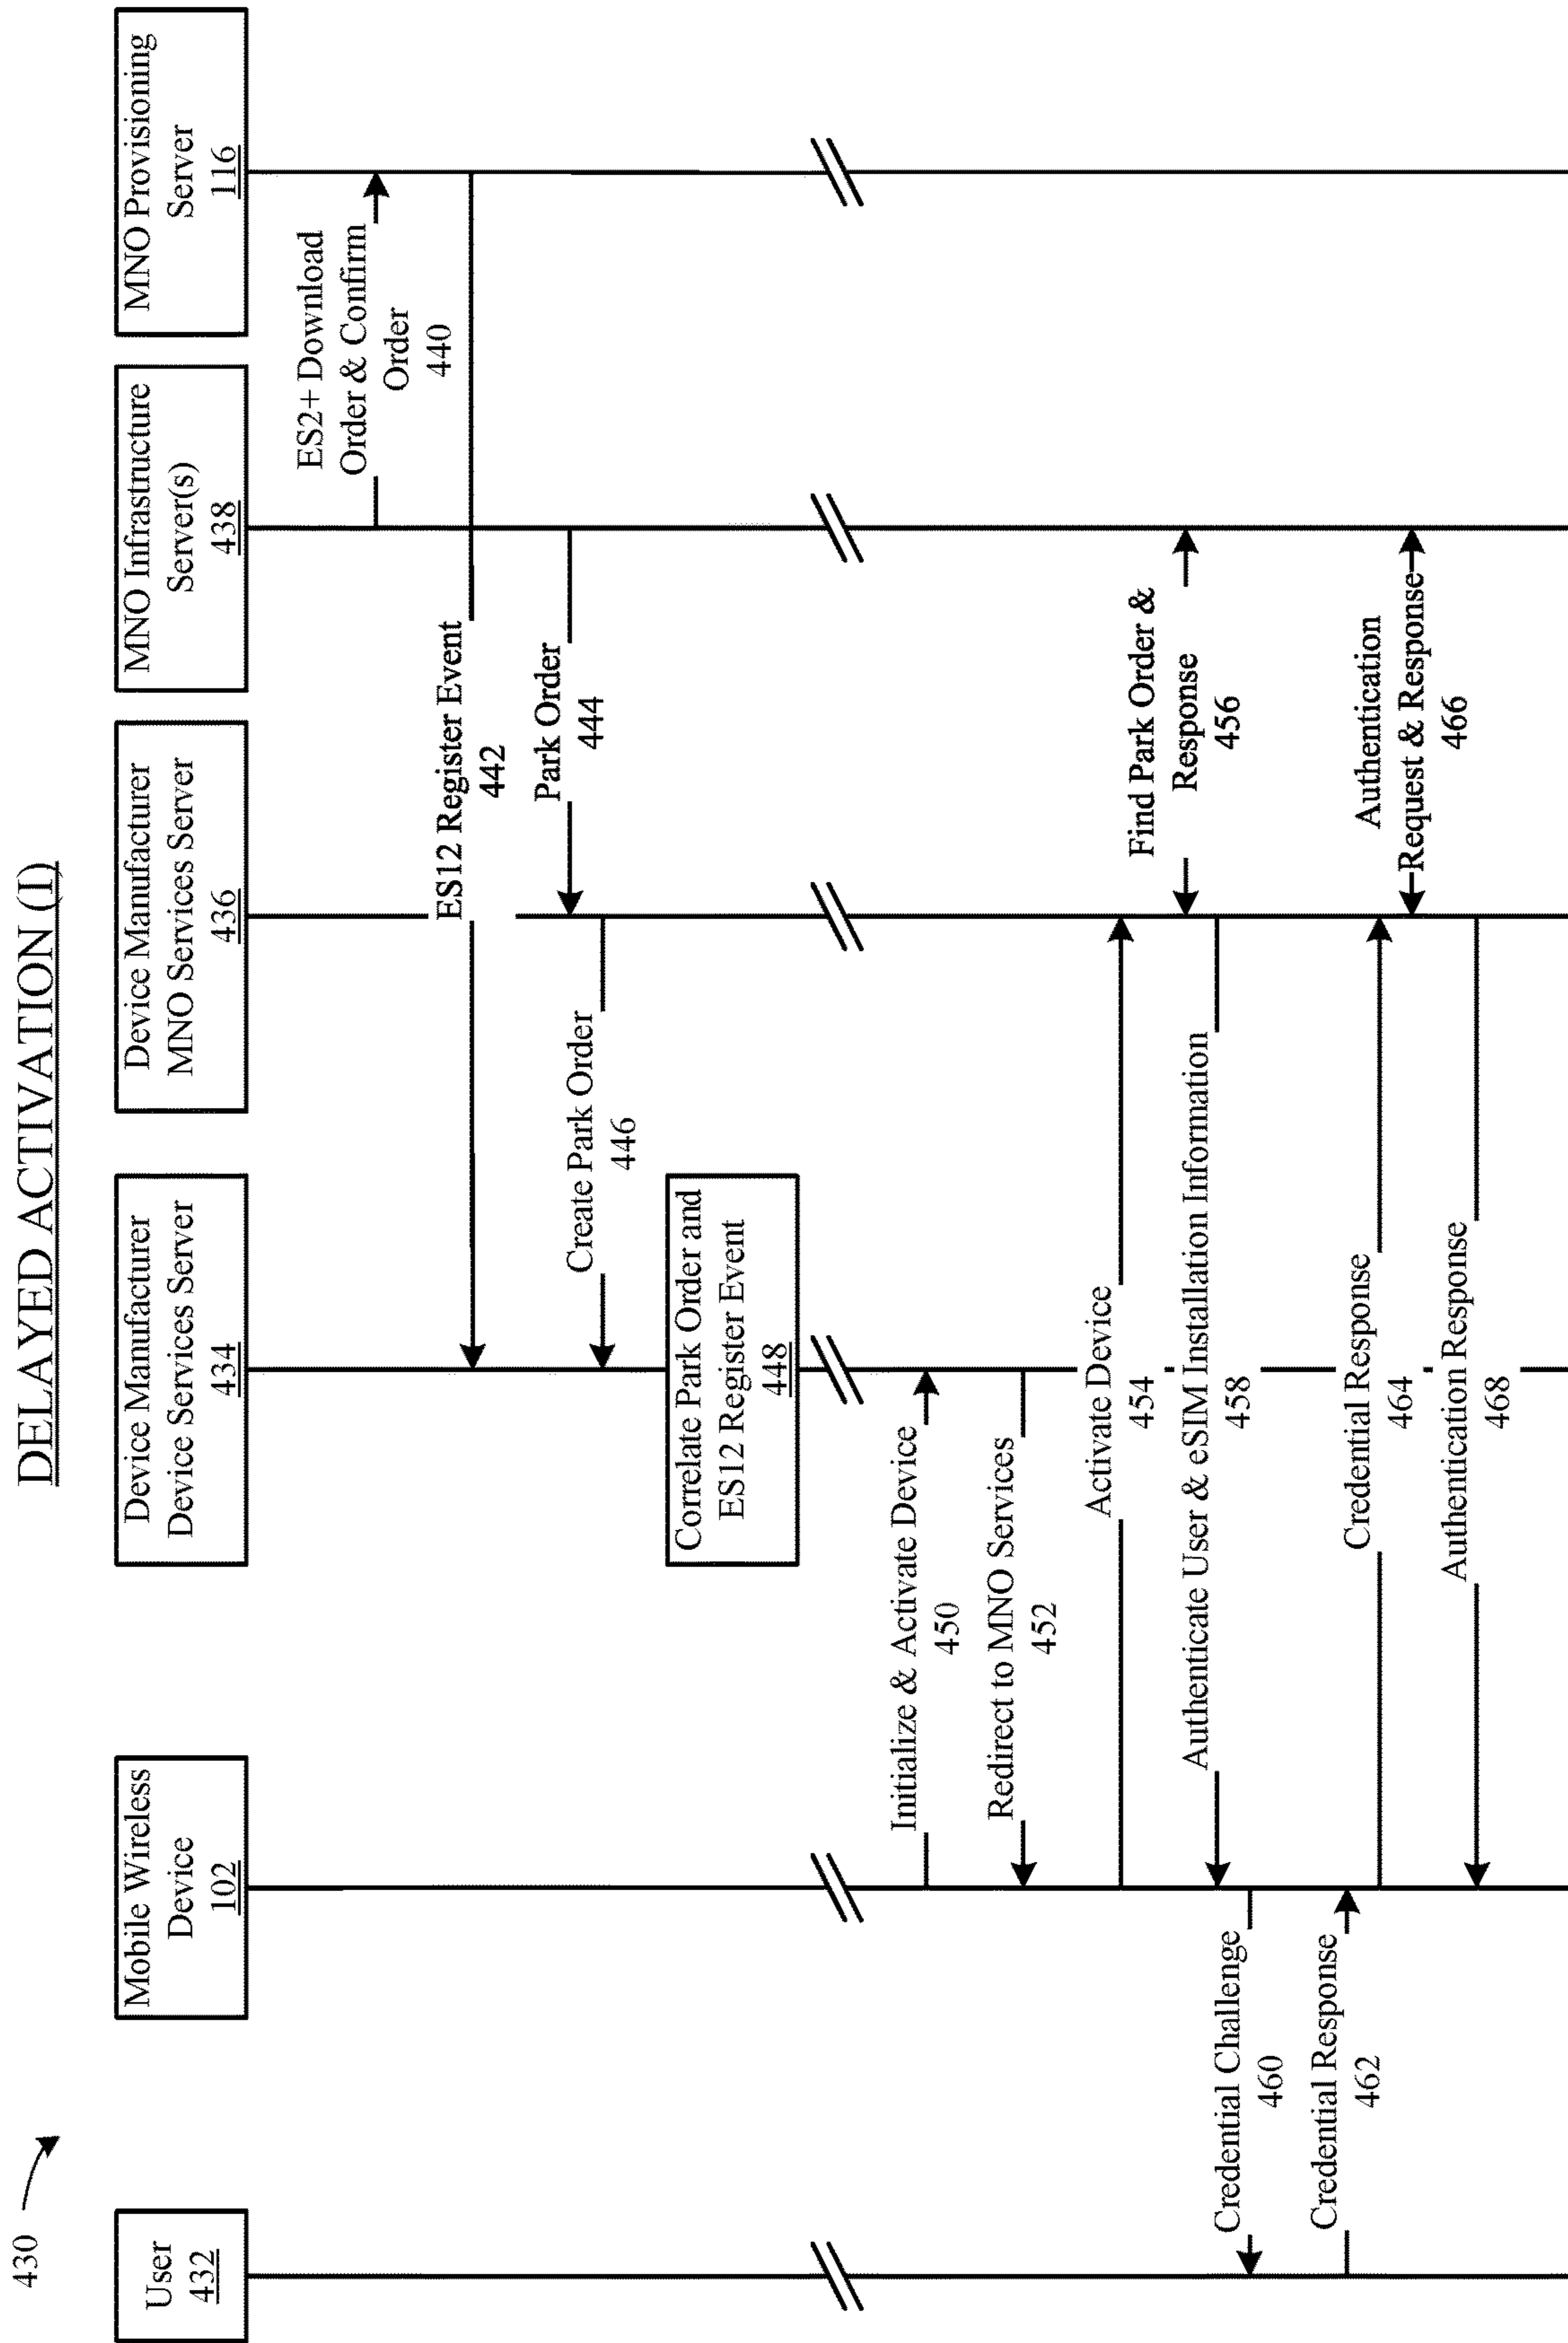 DELAYED ACTIVATION (I)
430
User
432
Mobile Wireless
Device
102
Device Manufacturer
Device Services Server
434
Device Manufacturer
MNO Services Server
436
MNO Infrastructure
Server(s)
438
MNO Provisioning
Server
116
ES2+ Download
Order & Confirm
Order
440
ES12 Register Event
442
Park Order
444
Create Park Order
446
Correlate Park Order and
ES12 Register Event
448
Initialize & Activate Device
450
Redirect to MNO Services
452
Activate Device
454
Find Park Order &
Response
456
Authenticate User & eSIM Installation Information
458
Credential Challenge
460
Credential Response
462
Credential Response
464
Authentication
Request & Response
466
Authentication Response
468